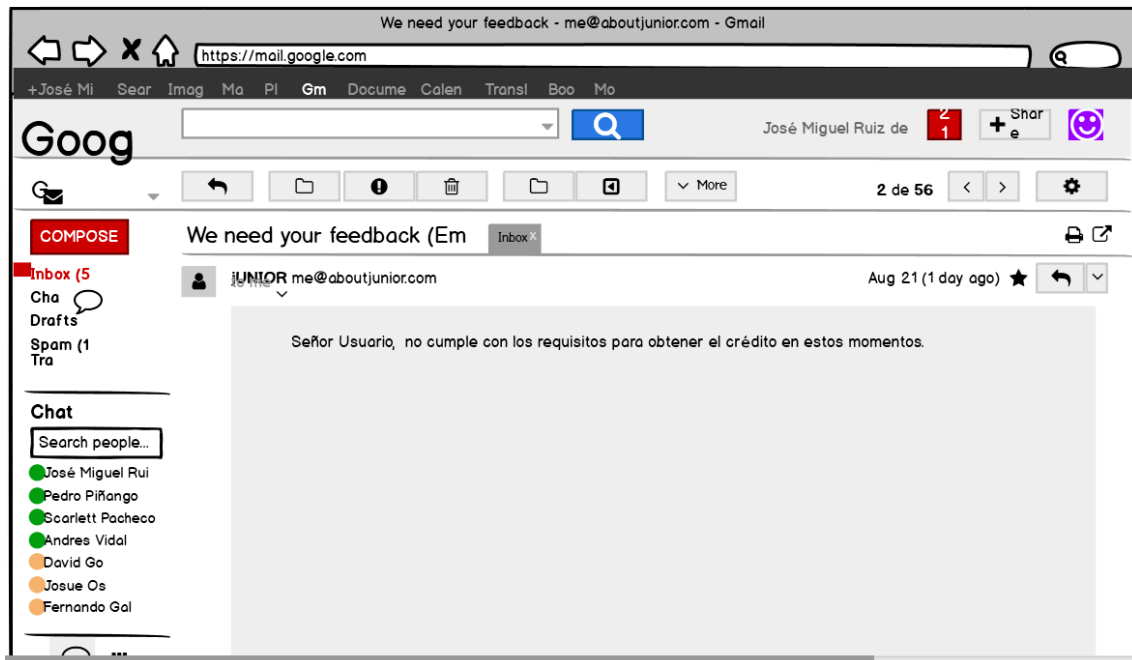 We need your feedback - me@aboutjunior.com - Gmail
https://mail.google.com
+José Mi Sear Imag Ma Pl Gm Docume Calen Transl Boo Mo
Goog
José Miguel Ruiz de
2
1
Shar
e
G
More
2 de 56
COMPOSE
We need your feedback (Em
Inbox x
Inbox (5
Cha
Drafts
Spam (1
Tra
jUNIOR me@aboutjunior.com
to me
Aug 21 (1 day ago)
Señor Usuario, no cumple con los requisitos para obtener el crédito en estos momentos.
Chat
Search people...
José Miguel Rui
Pedro Piñango
Scarlett Pacheco
Andres Vidal
David Go
Josue Os
Fernando Gal